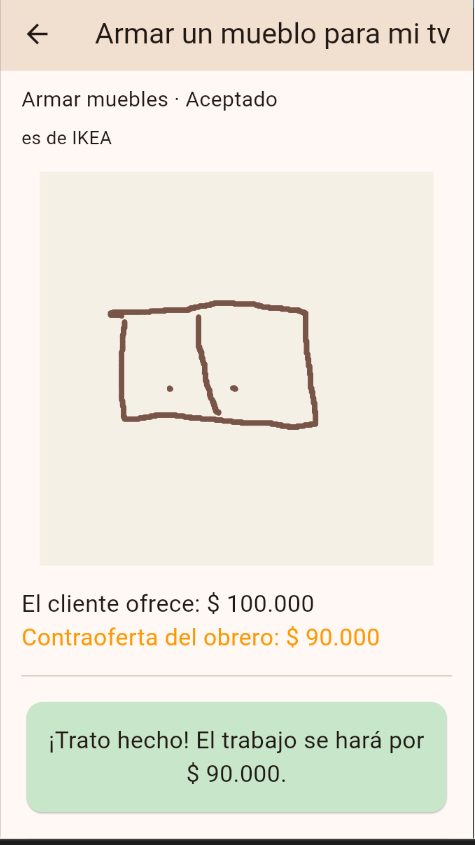 Armar un mueblo para mi tv
Armar muebles · Aceptado
es de IKEA
El cliente ofrece: $ 100.000
Contraoferta del obrero: $ 90.000
¡Trato hecho! El trabajo se hará por
$ 90.000.